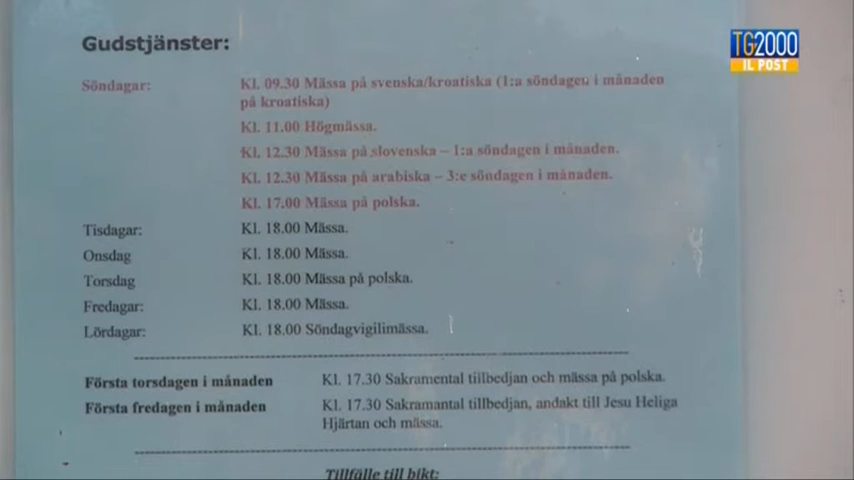 TG2000
IL POST
Gudstjänster:
Söndagar: Kl. 09.30 Mässa på svenska/kroatiska (1:a söndagen i månaden
på kroatiska)
Kl. 11.00 Högmässa.
Kl. 12.30 Mässa på slovenska – 1:a söndagen i månaden.
Kl. 12.30 Mässa på arabiska – 3:e söndagen i månaden.
Kl. 17.00 Mässa på polska.
Tisdagar: Kl. 18.00 Mässa.
Onsdag Kl. 18.00 Mässa.
Torsdag Kl. 18.00 Mässa på polska.
Fredagar: Kl. 18.00 Mässa.
Lördagar: Kl. 18.00 Söndagvigilimässa.
Första torsdagen i månaden Kl. 17.30 Sakramental tiilbedjan och mässa på polska.
Första fredagen i månaden Kl. 17.30 Sakramantal tillbedjan, andakt till Jesu Heliga
Hjärtan och mässa.
Tillfälle till bikt: